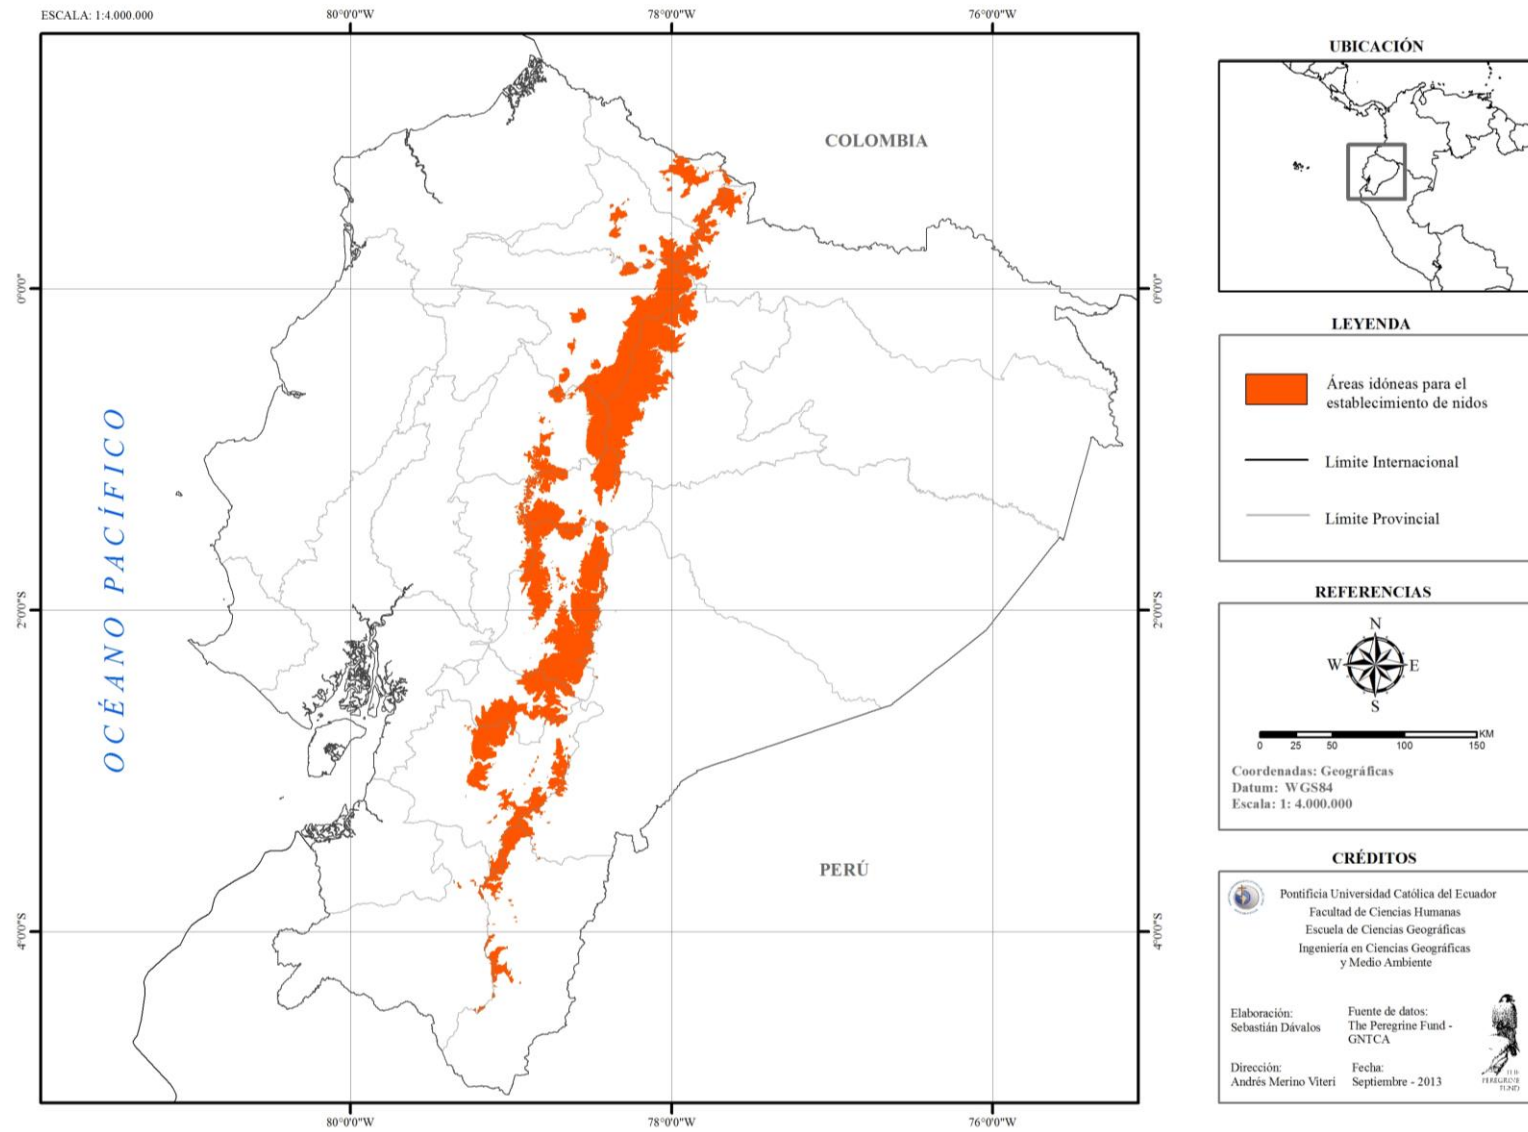 ESCALA: 1:4.000.000
80°0'0"W
78°0'0"W
76°0'0"W
0°0'0"
2°0'0"S
4°0'0"S
OCÉANO PACÍFICO
COLOMBIA
PERÚ
0°0'0"
2°0'0"S
4°0'0"S
80°0'0"W
78°0'0"W
76°0'0"W
UBICACIÓN
LEYENDA
Áreas idóneas para el
establecimiento de nidos
Límite Internacional
Límite Provincial
REFERENCIAS
N
W
E
S
0 25 50 100 150 KM
Coordenadas: Geográficas
Datum: WGS84
Escala: 1: 4.000.000
CRÉDITOS
Pontificia Universidad Católica del Ecuador
Facultad de Ciencias Humanas
Escuela de Ciencias Geográficas
Ingeniería en Ciencias Geográficas
y Medio Ambiente
Elaboración:
Sebastián Dávalos
Fuente de datos:
The Peregrine Fund -
GNTCA
Dirección:
Andrés Merino Viteri
Fecha:
Septiembre - 2013
THE
PEREGRINE
FUND